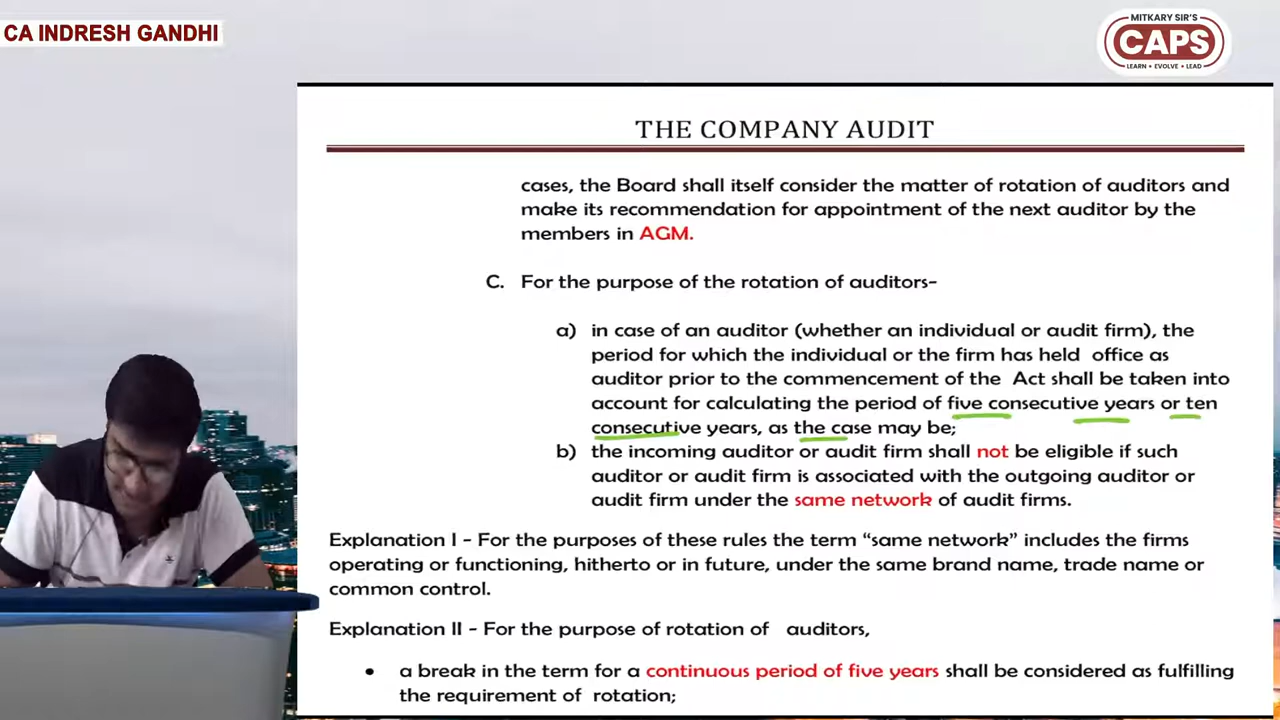 CA INDRESH GANDHI
MITKARY SIR'S
CAPS
LEARN • EVOLVE • LEAD
THE COMPANY AUDIT
cases, the Board shall itself consider the matter of rotation of auditors and
make its recommendation for appointment of the next auditor by the
members in AGM.
C. For the purpose of the rotation of auditors-
a) in case of an auditor (whether an individual or audit firm), the
period for which the individual or the firm has held office as
auditor prior to the commencement of the Act shall be taken into
account for calculating the period of five consecutive years or ten
consecutive years, as the case may be;
b) the incoming auditor or audit firm shall not be eligible if such
auditor or audit firm is associated with the outgoing auditor or
audit firm under the same network of audit firms.
Explanation I - For the purposes of these rules the term “same network” includes the firms
operating or functioning, hitherto or in future, under the same brand name, trade name or
common control.
Explanation II - For the purpose of rotation of auditors,
• a break in the term for a continuous period of five years shall be considered as fulfilling
the requirement of rotation;